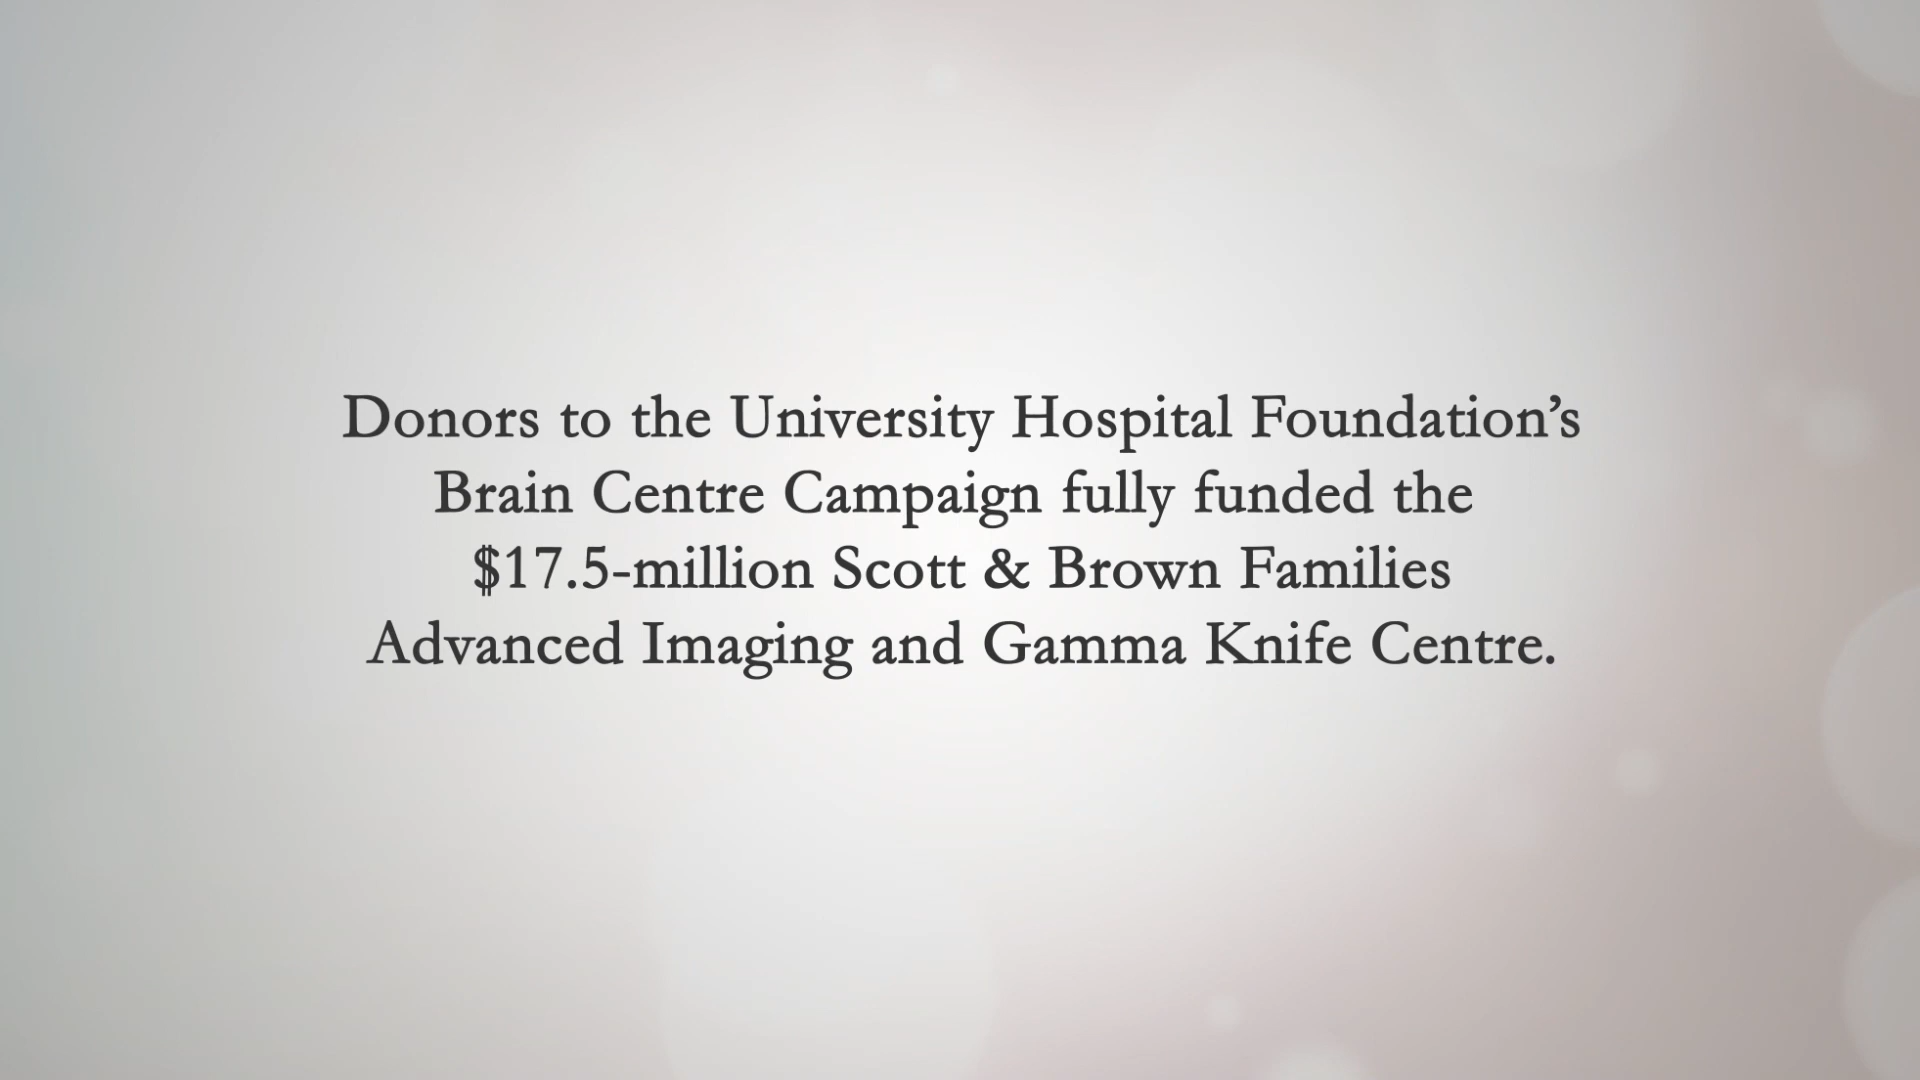 Donors to the University Hospital Foundation’s
Brain Centre Campaign fully funded the
$17.5-million Scott & Brown Families
Advanced Imaging and Gamma Knife Centre.